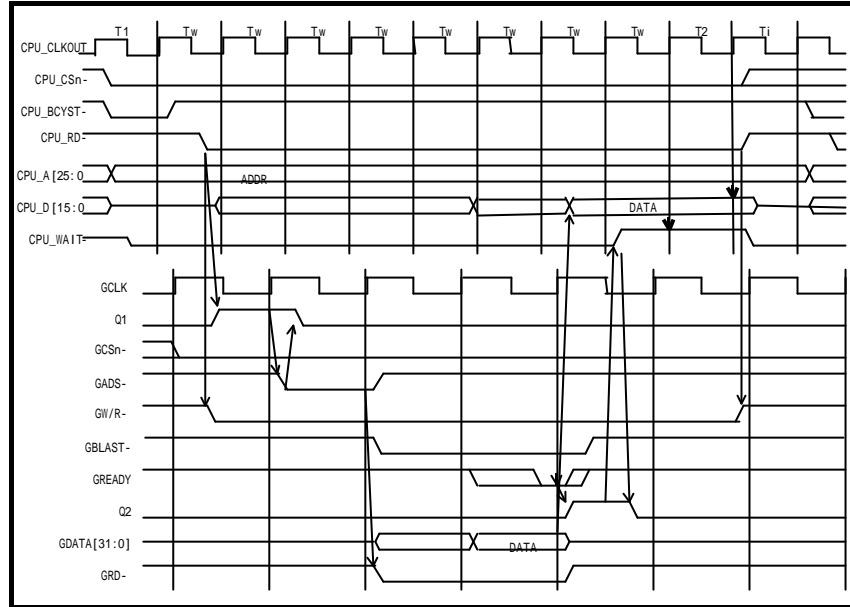 T1 Tw Tw Tw Tw Tw Tw Tw T2 Ti
CPU_CLKOUT
CPU_CSn-
CPU_BCYST-
CPU_RD-
CPU_A[25:0
ADDR
CPU_D[15:0
DATA
CPU_WAIT-
GCLK
Q1
GCSn-
GADS-
GW/R-
GBLAST-
GREADY
Q2
GDATA[31:0]
DATA
GRD-